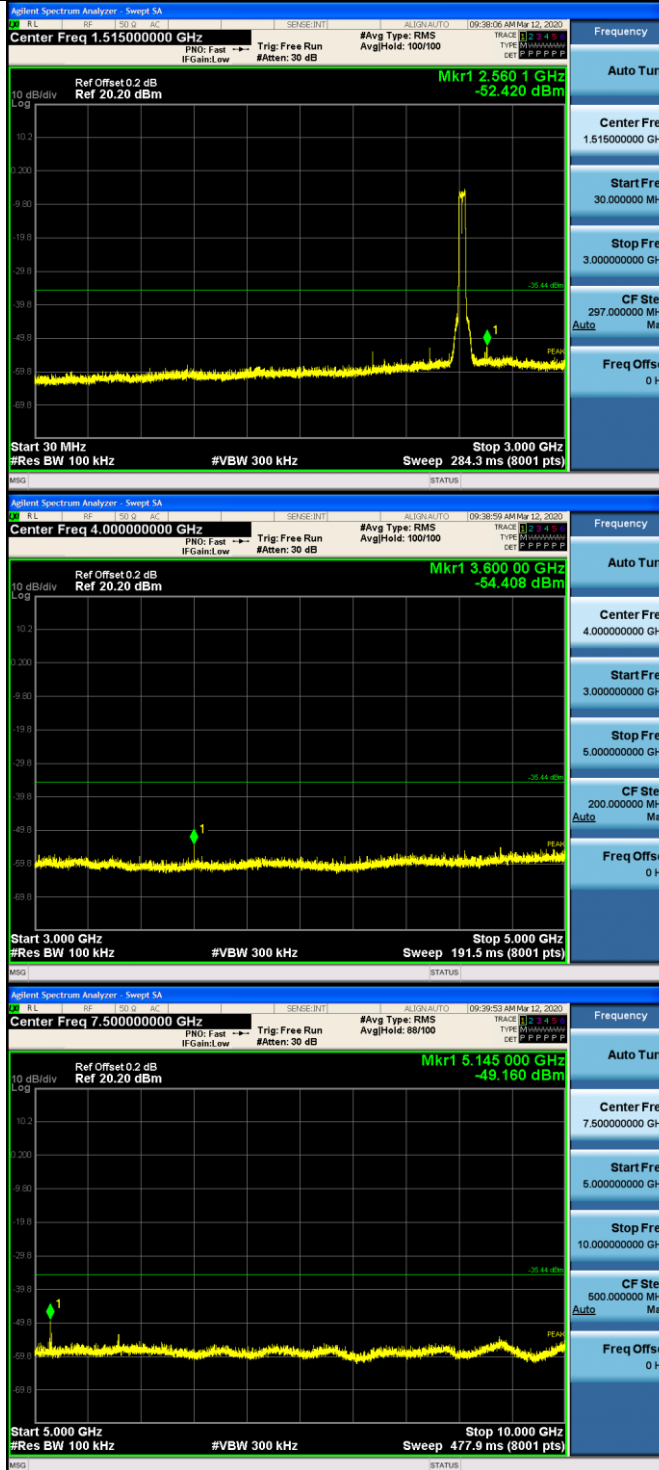 Agilent Spectrum Analyzer - Swept SA
RL RF 50 Ω AC SENSE:INT ALIGNAUTO 09:38:06 AM Mar 12, 2020
Center Freq 1.515000000 GHz #Avg Type: RMS TRACE 1 2 3 4 5 6
PNO: Fast Trig: Free Run Avg|Hold: 100/100 TYPE M
IFGain:Low #Atten: 30 dB DET P P P P P P
Frequency
Mkr1 2.560 1 GHz
-52.420 dBm
Ref Offset 0.2 dB
10 dB/div Ref 20.20 dBm
Log
10.2
0.200
-9.80
-19.8
-29.8
-35.44 dBm
-39.8
-49.8
1
PEAK
-59.8
-69.8
Start 30 MHz Stop 3.000 GHz
#Res BW 100 kHz #VBW 300 kHz Sweep 284.3 ms (8001 pts)
MSG STATUS
Auto Tun
Center Fre
1.515000000 GH
Start Fre
30.000000 MH
Stop Fre
3.000000000 GH
CF Ste
297.000000 MH
Auto Ma
Freq Offse
0 H
Agilent Spectrum Analyzer - Swept SA
RL RF 50 Ω AC SENSE:INT ALIGNAUTO 09:38:59 AM Mar 12, 2020
Center Freq 4.000000000 GHz #Avg Type: RMS TRACE 1 2 3 4 5 6
PNO: Fast Trig: Free Run Avg|Hold: 100/100 TYPE M
IFGain:Low #Atten: 30 dB DET P P P P P P
Frequency
Mkr1 3.600 00 GHz
-54.408 dBm
Ref Offset 0.2 dB
10 dB/div Ref 20.20 dBm
Log
10.2
0.200
-9.80
-19.8
-29.8
-35.44 dBm
-39.8
-49.8
1
PEAK
-59.8
-69.8
Start 3.000 GHz Stop 5.000 GHz
#Res BW 100 kHz #VBW 300 kHz Sweep 191.5 ms (8001 pts)
MSG STATUS
Auto Tun
Center Fre
4.000000000 GH
Start Fre
3.000000000 GH
Stop Fre
5.000000000 GH
CF Ste
200.000000 MH
Auto Ma
Freq Offse
0 H
Agilent Spectrum Analyzer - Swept SA
RL RF 50 Ω AC SENSE:INT ALIGNAUTO 09:39:53 AM Mar 12, 2020
Center Freq 7.500000000 GHz #Avg Type: RMS TRACE 1 2 3 4 5 6
PNO: Fast Trig: Free Run Avg|Hold: 88/100 TYPE M
IFGain:Low #Atten: 30 dB DET P P P P P P
Frequency
Mkr1 5.145 000 GHz
-49.160 dBm
Ref Offset 0.2 dB
10 dB/div Ref 20.20 dBm
Log
10.2
0.200
-9.80
-19.8
-29.8
-35.44 dBm
-39.8
1
-49.8
PEAK
-59.8
-69.8
Start 5.000 GHz Stop 10.000 GHz
#Res BW 100 kHz #VBW 300 kHz Sweep 477.9 ms (8001 pts)
MSG STATUS
Auto Tun
Center Fre
7.500000000 GH
Start Fre
5.000000000 GH
Stop Fre
10.000000000 GH
CF Ste
500.000000 MH
Auto Ma
Freq Offse
0 H